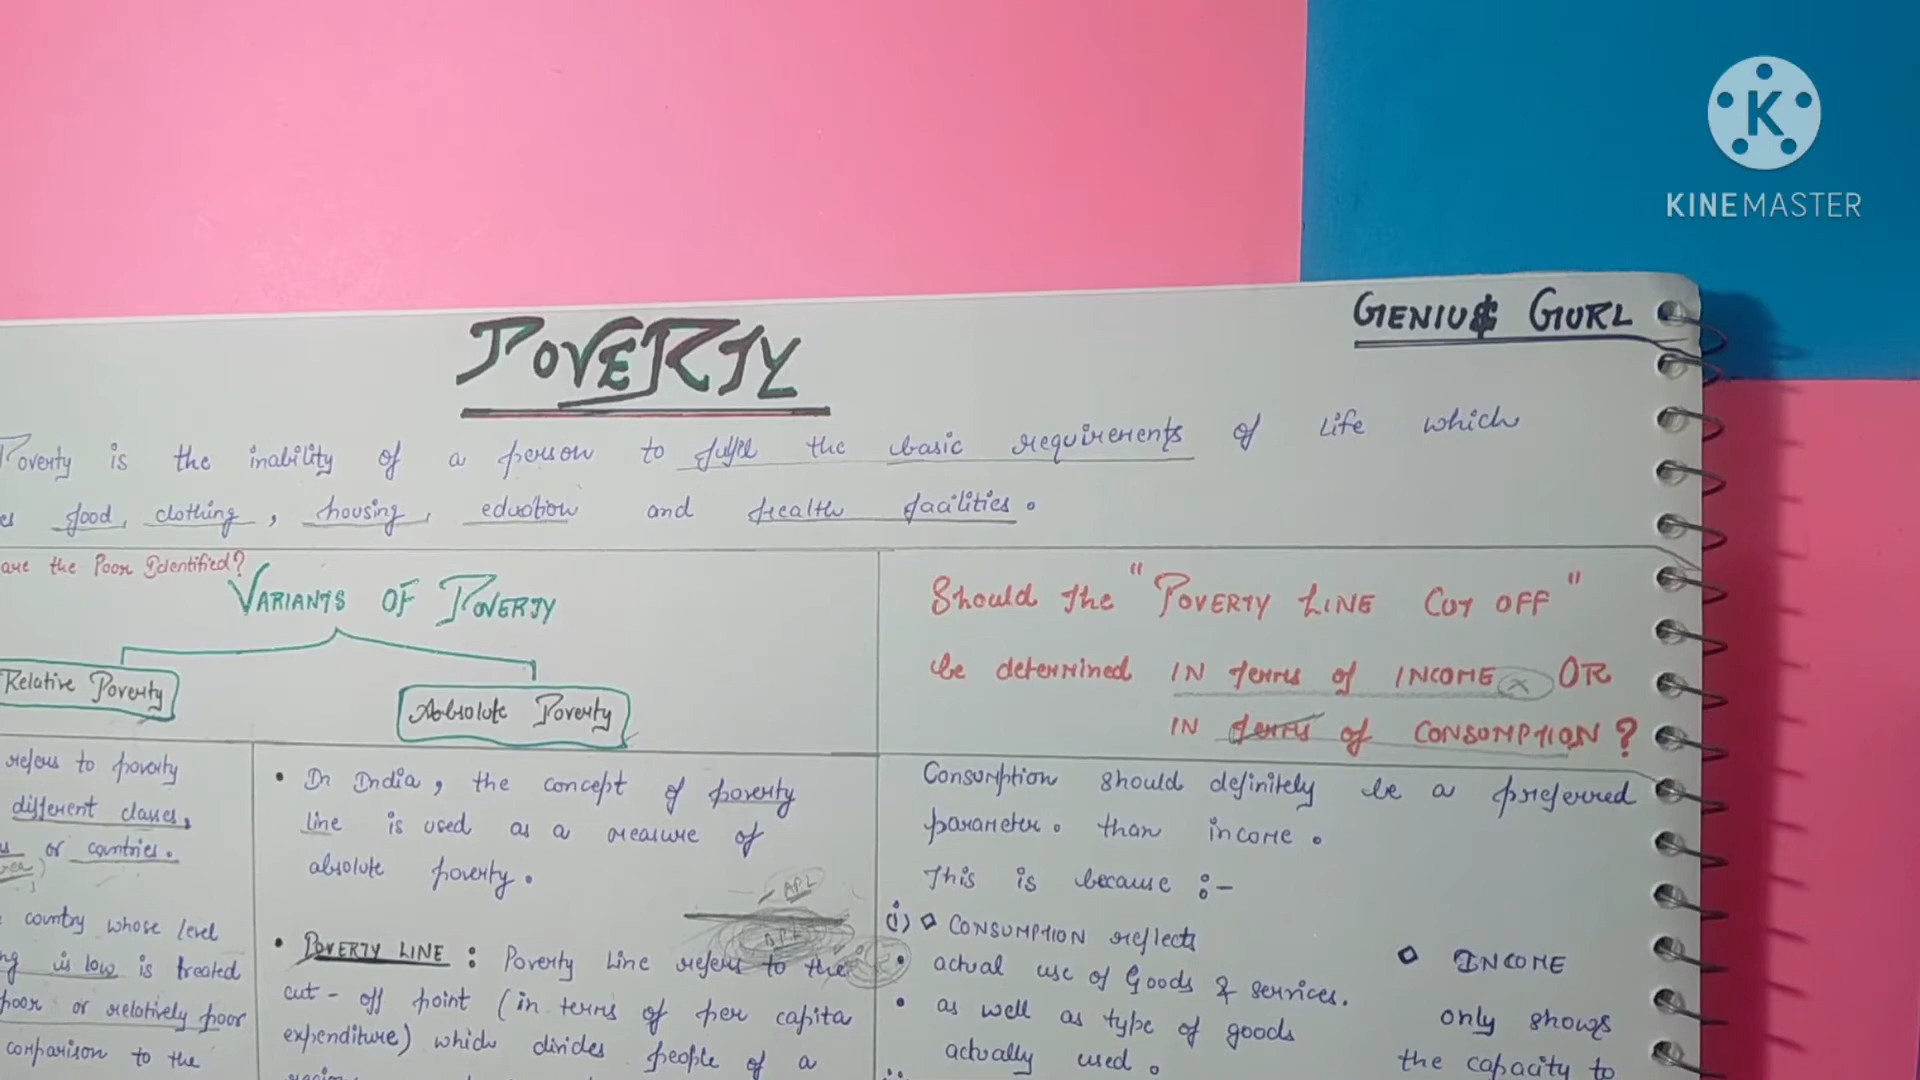 K
KINEMASTER
GENIU$ GURL
POVERTY
Poverty is the inability of a person to fulfil the basic requirements of life which
food, clothing, housing, eduction and health facilities.
are the Poor Identified?
VARIANTS OF POVERTY
Relative Poverty
Absolute Poverty
refers to poverty
different classes,
or countries.
country whose level
is low is treated
poor or relatively poor
comparison to the
• In India, the concept of poverty
line is used as a measure of
absolute poverty.
APL
BPL
• POVERTY LINE : Poverty Line refers to the
cut-off point (in terms of per capita
expenditure) which divides people of a
Should the "POVERTY LINE CUT OFF"
be determined IN terms of INCOME x OR
IN terms of CONSUMPTION?
Consumption should definitely be a preferred
parameter. than income.
This is because :-
(i) ◇ CONSUMPTION reflects
• actual use of Goods & services.
• as well as type of goods
actually used.
◇ INCOME
only shows
the capacity to